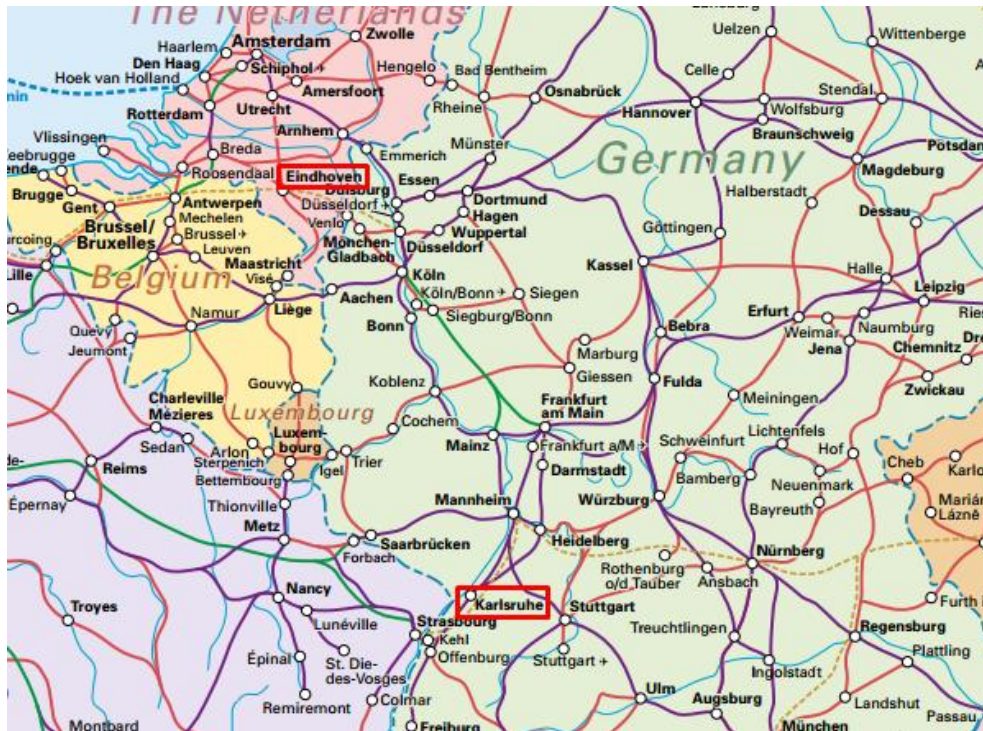 The Netherlands
Haarlem
Amsterdam
Zwolle
Den Haag
Schiphol
Hengelo
Hoek van Holland
Amersfoort
Bad Bentheim
Rheine
Osnabrück
Rotterdam
Utrecht
Arnhem
Münster
Vlissingen
Breda
Emmerich
Roosendaal
Eindhoven
Duisburg
Essen
Dortmund
Brugge
Gent
Antwerpen
Düsseldorf
Hagen
Mechelen
Venlo
Wuppertal
Brussel/
Bruxelles
Brussel
Leuven
Mönchen-
Gladbach
Düsseldorf
Maastricht
Visé
Lille
Belgium
Liège
Aachen
Köln
Köln/Bonn
Siegen
Siegburg/Bonn
Bonn
Namur
Quevy
Jeumont
Marburg
Giessen
Gouvy
Koblenz
Charleville
Mézieres
Luxembourg
Cochem
Frankfurt
am Main
Sedan
Arlon
Luxem-
bourg
Sterpenich
Igel
Trier
Bettembourg
Mainz
Frankfurt a/M
Darmstadt
Reims
Épernay
Thionville
Metz
Forbach
Saarbrücken
Mannheim
Heidelberg
Würzburg
Nancy
Lunéville
Karlsruhe
Strasbourg
Kehl
Offenburg
Stuttgart
Stuttgart
Troyes
Épinal
St. Die-
des-Vosges
Remiremont
Colmar
Freiburg
Montbard
Ulm
Augsburg
München
Germany
Uelzen
Wittenberge
Celle
Stendal
Hannover
Wolfsburg
Braunschweig
Magdeburg
Halberstadt
Dessau
Göttingen
Kassel
Halle
Leipzig
Erfurt
Weimar
Naumburg
Jena
Chemnitz
Bebra
Fulda
Zwickau
Meiningen
Lichtenfels
Hof
Schweinfurt
Bamberg
Neuenmark
Bayreuth
Cheb
Marián
Lázně
Nürnberg
Rothenburg
o/d Tauber
Ansbach
Treuchtlingen
Regensburg
Furth i
Plattling
Ingolstadt
Landshut
Passau